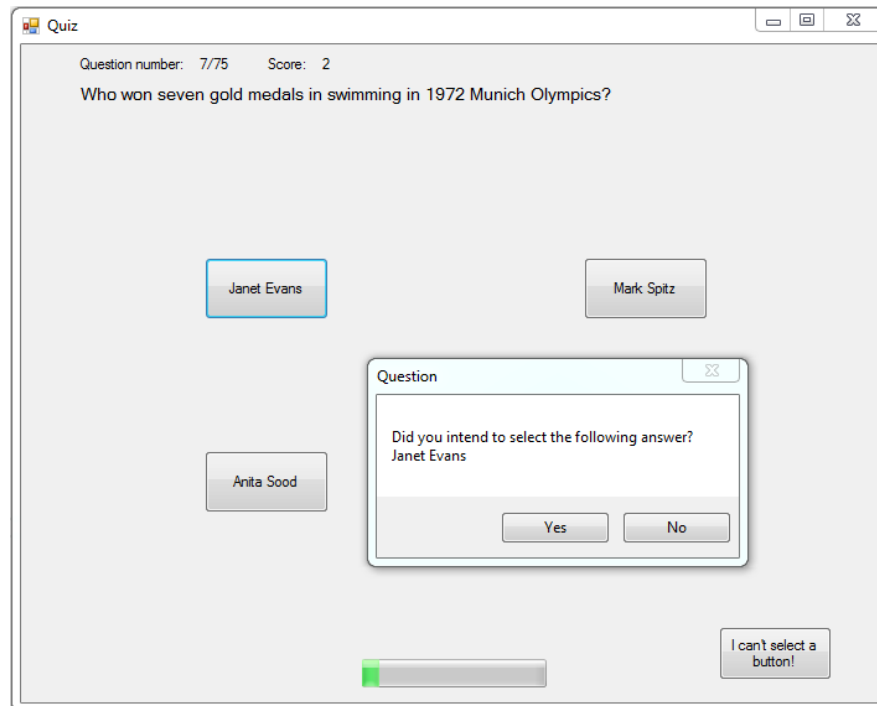 Quiz
Question number: 7/75 Score: 2
Who won seven gold medals in swimming in 1972 Munich Olympics?
Janet Evans
Mark Spitz
Question
Did you intend to select the following answer?
Janet Evans
Anita Sood
Yes No
I can't select a
button!